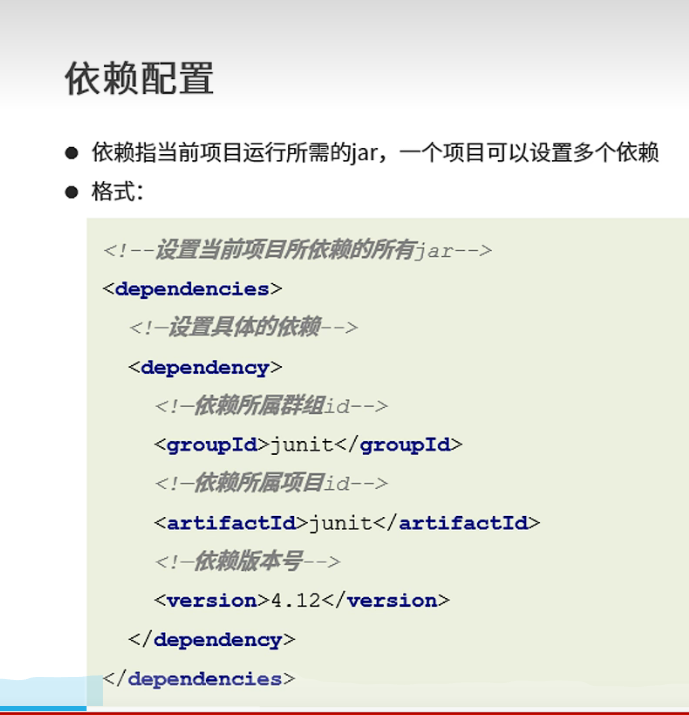 依赖配置
● 依赖指当前项目运行所需的jar，一个项目可以设置多个依赖
● 格式：
<!--设置当前项目所依赖的所有jar-->
<dependencies>
<!—设置具体的依赖-->
<dependency>
<!—依赖所属群组id-->
<groupId>junit</groupId>
<!—依赖所属项目id-->
<artifactId>junit</artifactId>
<!—依赖版本号-->
<version>4.12</version>
</dependency>
</dependencies>